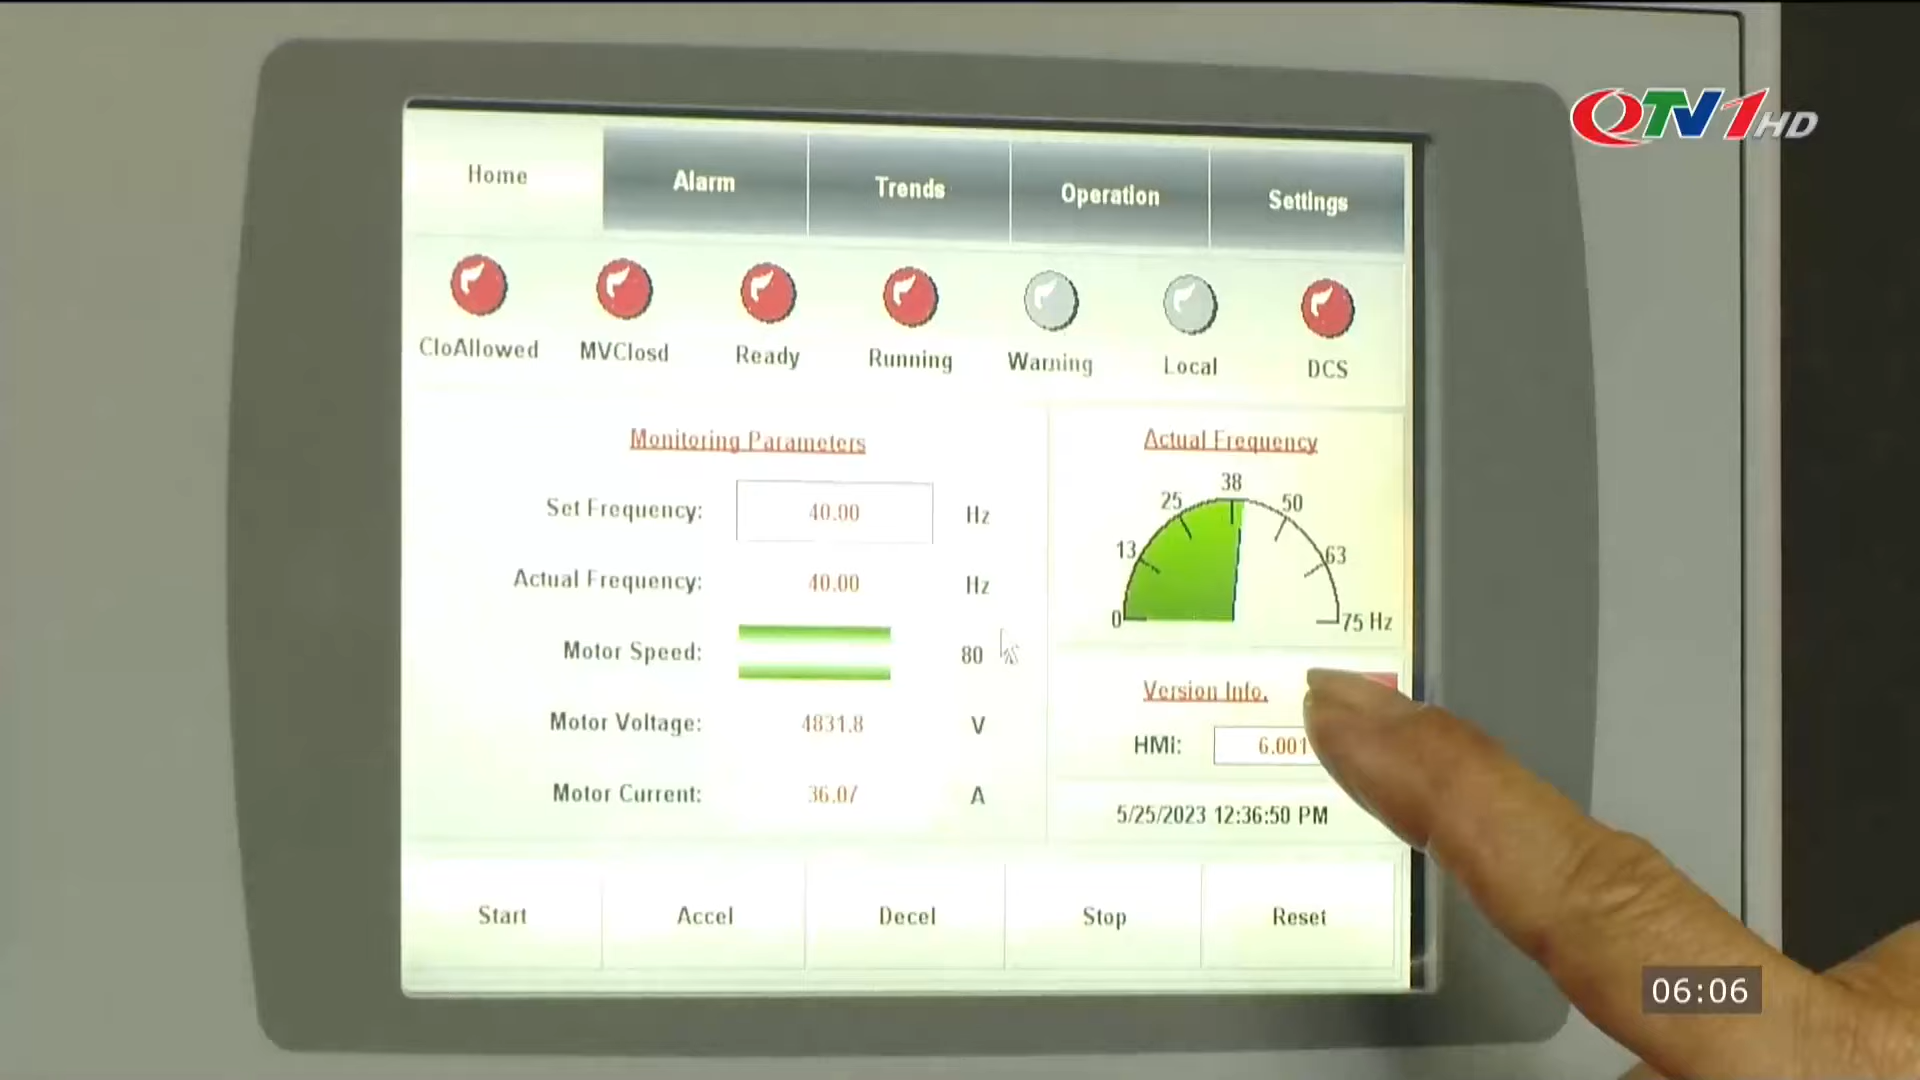 QTV1HD
Home Alarm Trends Operation Settings
CloAllowed MVClosd Ready Running Warning Local DCS
Monitoring Parameters
Set Frequency: 40.00 Hz
Actual Frequency: 40.00 Hz
Motor Speed: 80
Motor Voltage: 4831.8 V
Motor Current: 36.07 A
Actual Frequency
0 13 25 38 50 63 75 Hz
Version Info.
HMi: 6.001
5/25/2023 12:36:50 PM
Start Accel Decel Stop Reset
06:06